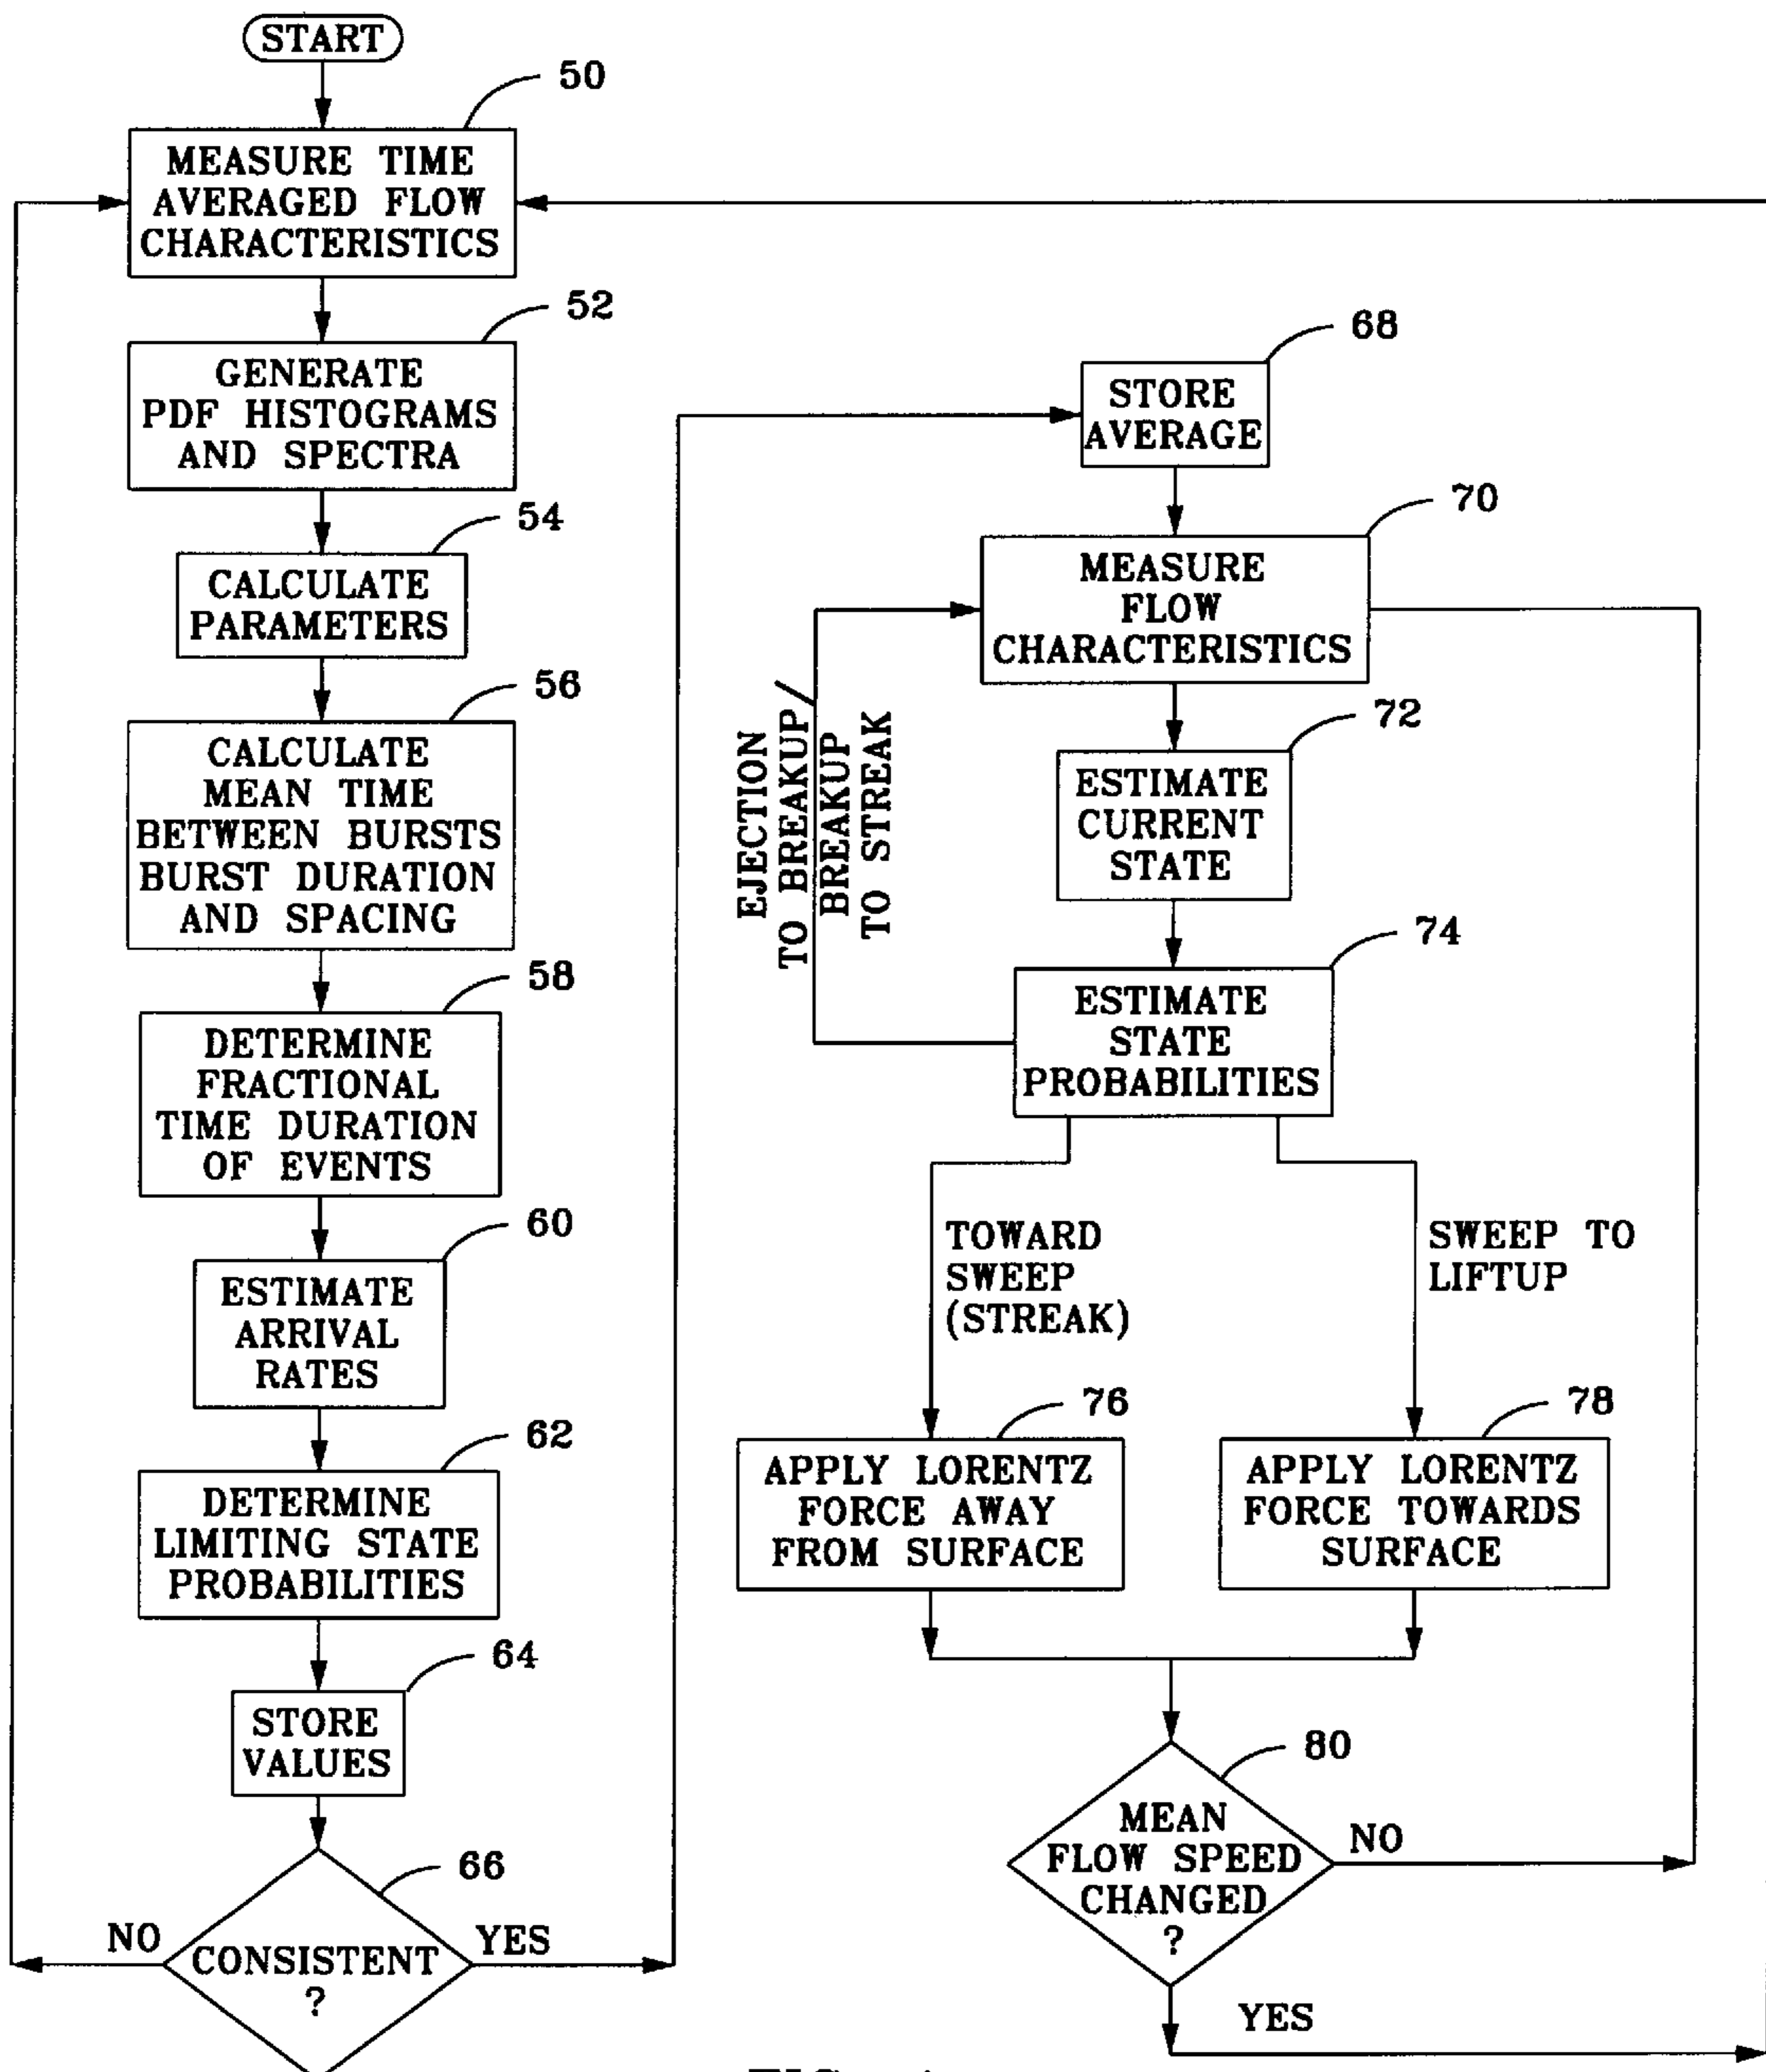 START
50
MEASURE TIME
AVERAGED FLOW
CHARACTERISTICS
52
GENERATE
PDF HISTOGRAMS
AND SPECTRA
54
CALCULATE
PARAMETERS
56
CALCULATE
MEAN TIME
BETWEEN BURSTS
BURST DURATION
AND SPACING
58
DETERMINE
FRACTIONAL
TIME DURATION
OF EVENTS
60
ESTIMATE
ARRIVAL
RATES
62
DETERMINE
LIMITING STATE
PROBABILITIES
64
STORE
VALUES
66
CONSISTENT
?
NO
YES
68
STORE
AVERAGE
70
MEASURE
FLOW
CHARACTERISTICS
72
ESTIMATE
CURRENT
STATE
74
ESTIMATE
STATE
PROBABILITIES
EJECTION
TO BREAKUP/
BREAKUP
TO STREAK
TOWARD
SWEEP
(STREAK)
SWEEP TO
LIFTUP
76
APPLY LORENTZ
FORCE AWAY
FROM SURFACE
78
APPLY LORENTZ
FORCE TOWARDS
SURFACE
80
MEAN
FLOW SPEED
CHANGED
?
NO
YES